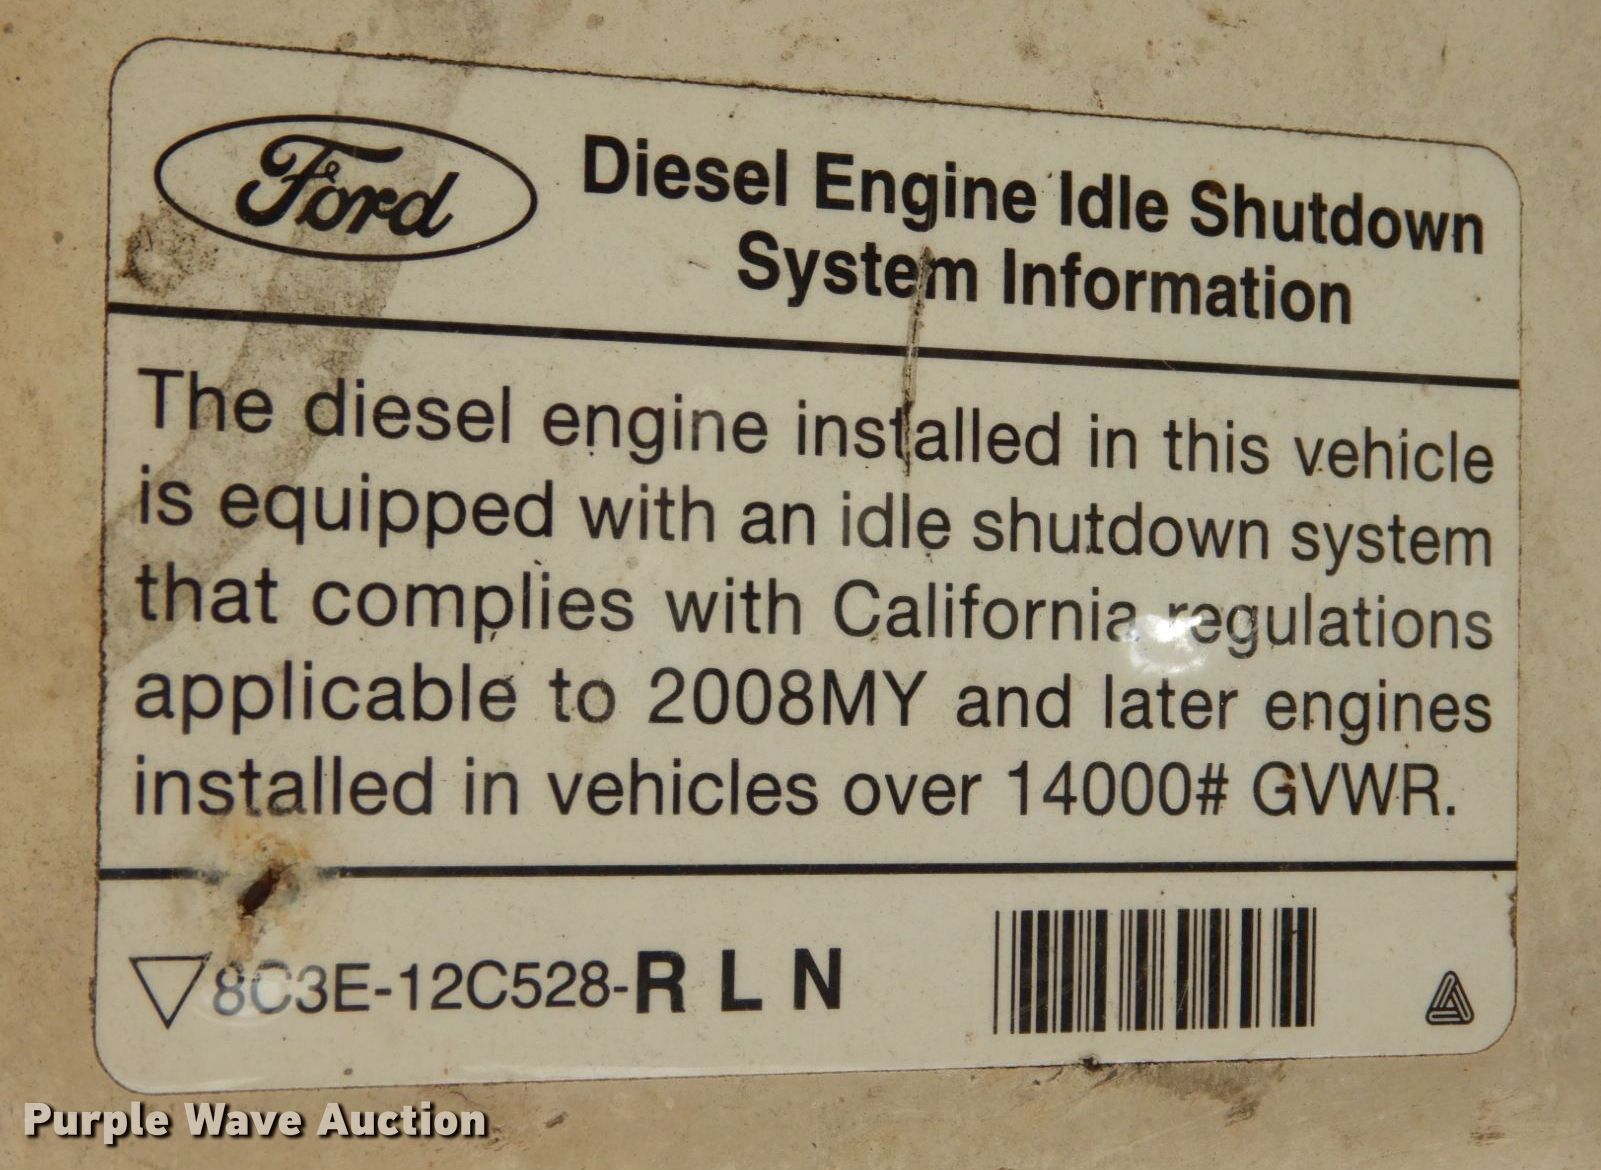 Ford
Diesel Engine Idle Shutdown
System Information
The diesel engine installed in this vehicle
is equipped with an idle shutdown system
that complies with California regulations
applicable to 2008MY and later engines
installed in vehicles over 14000# GVWR.
8C3E-12C528-R L N
Purple Wave Auction